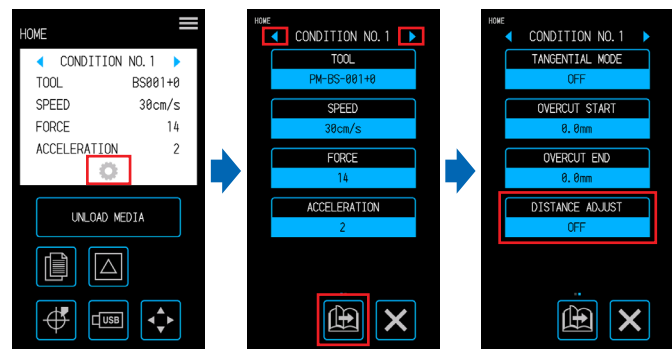 HOME
CONDITION NO. 1
TOOL BS001+0
SPEED 30cm/s
FORCE 14
ACCELERATION 2
UNLOAD MEDIA
USB
HOME
CONDITION NO. 1
TOOL
PM-BS-001+0
SPEED
30cm/s
FORCE
14
ACCELERATION
2
HOME
CONDITION NO. 1
TANGENTIAL MODE
OFF
OVERCUT START
0.0mm
OVERCUT END
0.0mm
DISTANCE ADJUST
OFF